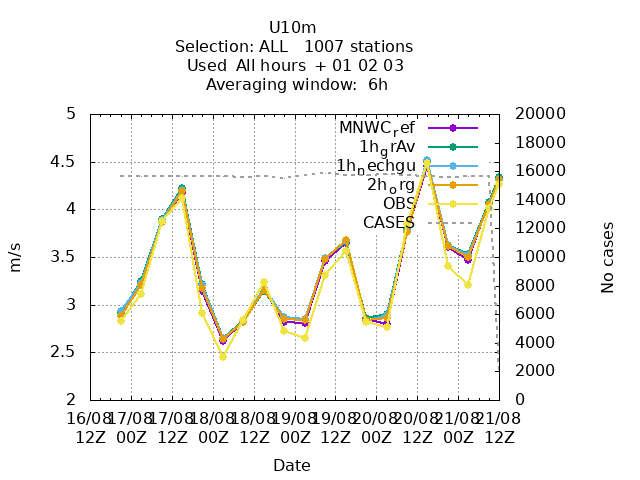 U10m
Selection: ALL   1007 stations
Used  All hours  + 01 02 03
Averaging window:  6h
5 20000
MNWC_ref 18000
1h_grAv
4.5 1h_nechgu 16000
2h_org 14000
4 OBS
CASES 12000
3.5 10000
m/s No cases
3 8000
6000
2.5 4000
2000
2 0
16/08 17/08 17/08 18/08 18/08 19/08 19/08 20/08 20/08 21/08 21/08
12Z 00Z 12Z 00Z 12Z 00Z 12Z 00Z 12Z 00Z 12Z
Date